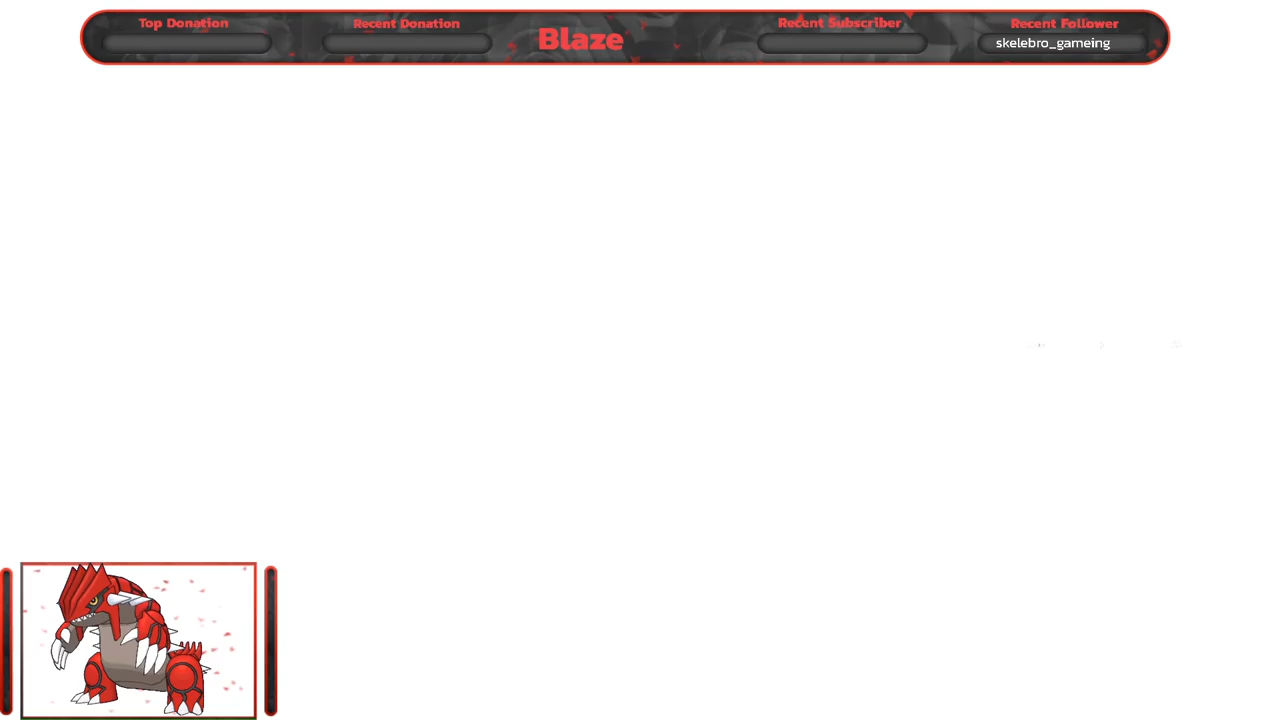 Top Donation
Recent Donation
Blaze
Recent Subscriber
Recent Follower
skelebro_gameing